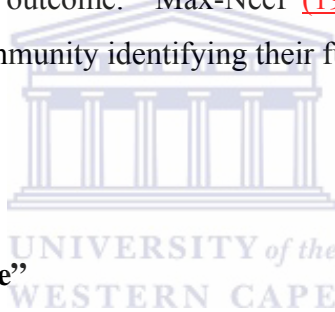 outcome. Max-Neef
mmunity identifying their f
UNIVERSITY of the
e”
WESTERN CAPE